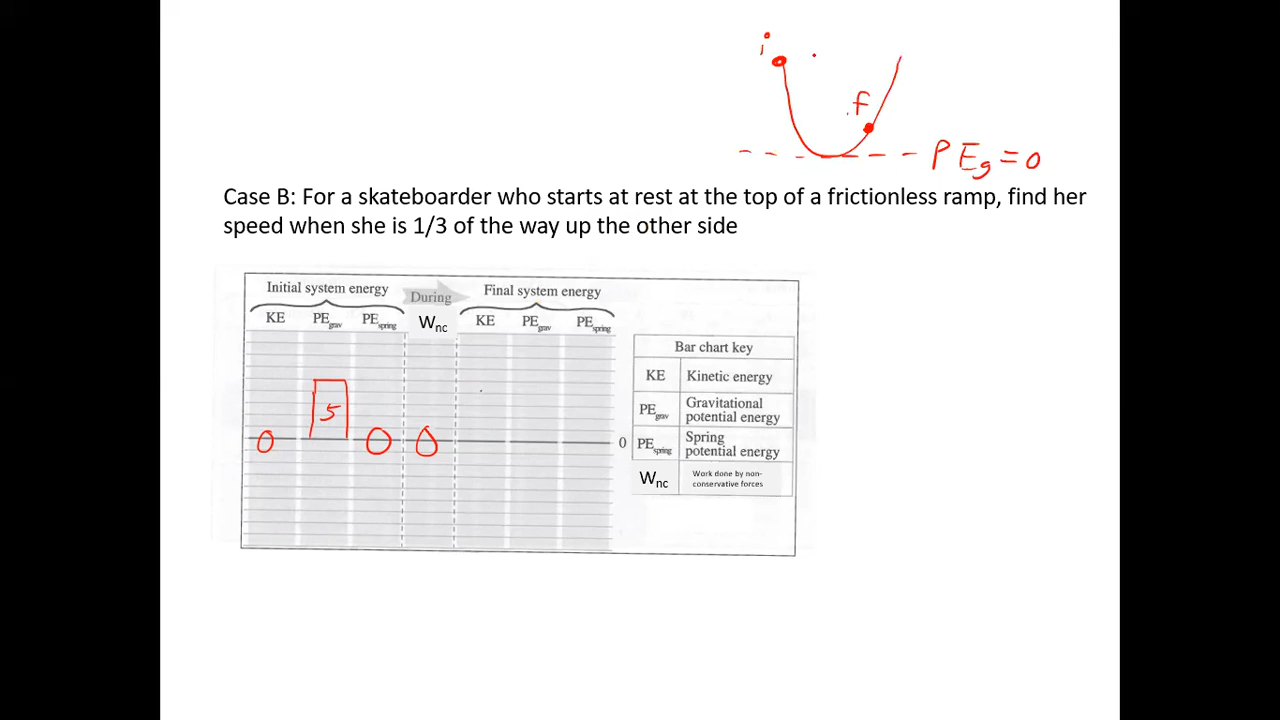 i
f
PEg = 0
Case B: For a skateboarder who starts at rest at the top of a frictionless ramp, find her
speed when she is 1/3 of the way up the other side
Initial system energy During Final system energy
KE PEgrav PEspring Wnc KE PEgrav PEspring
5
0 0 0 0
Bar chart key
KE Kinetic energy
PEgrav Gravitational potential energy
PEspring Spring potential energy
Wnc Work done by non-
conservative forces